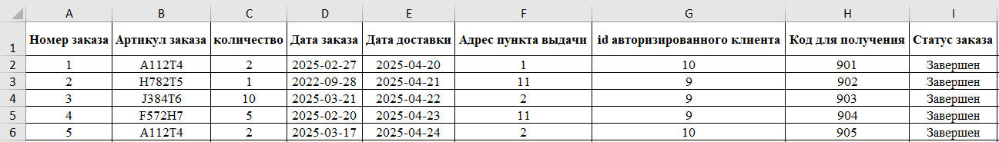 A B C D E F G H I
1 Номер заказа Артикул заказа количество Дата заказа Дата доставки Адрес пункта выдачи id авторизированного клиента Код для получения Статус заказа
2 1 А112Т4 2 2025-02-27 2025-04-20 1 10 901 Завершен
3 2 H782T5 1 2022-09-28 2025-04-21 11 9 902 Завершен
4 3 J384T6 10 2025-03-21 2025-04-22 2 9 903 Завершен
5 4 F572H7 5 2025-02-20 2025-04-23 11 9 904 Завершен
6 5 А112Т4 2 2025-03-17 2025-04-24 2 10 905 Завершен